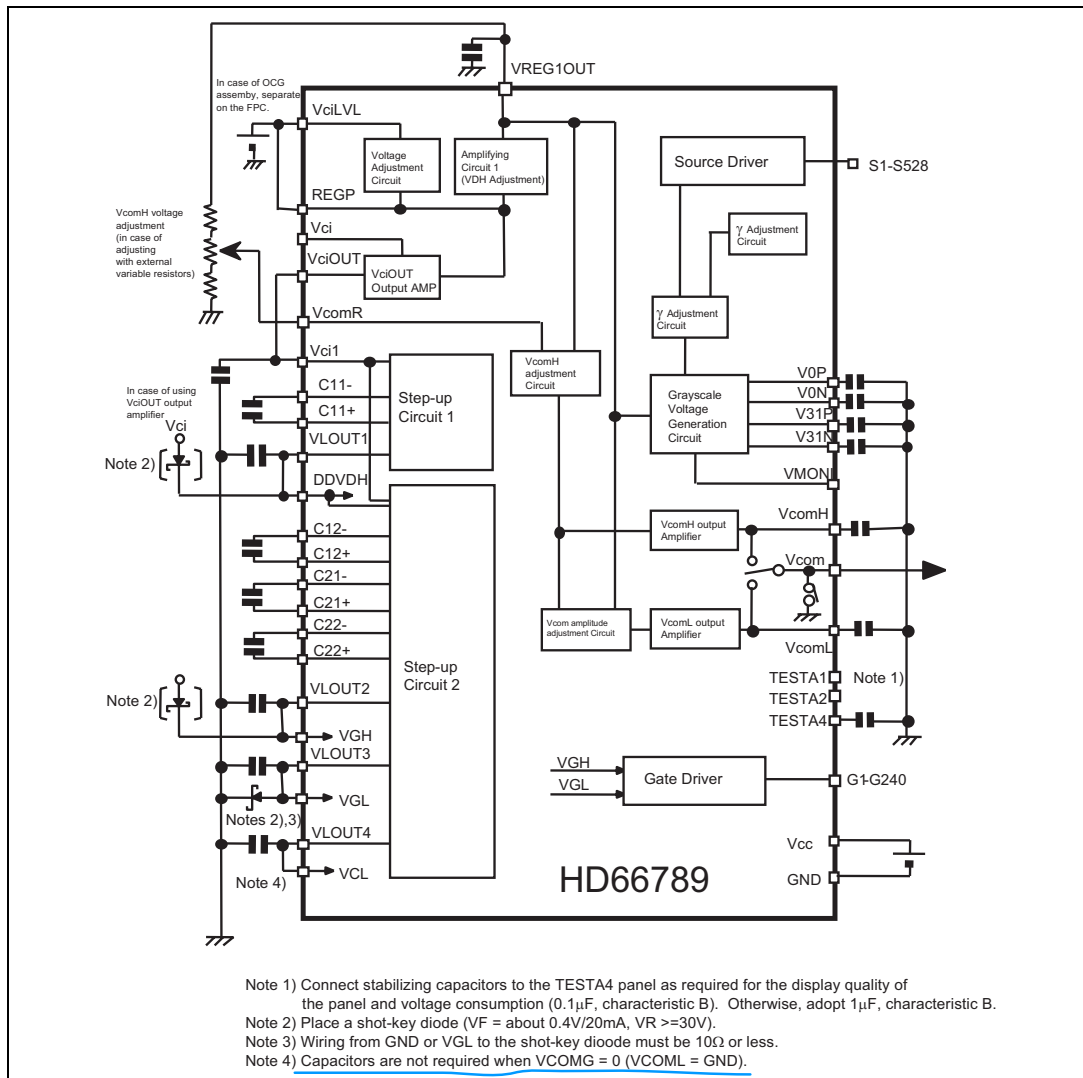 VREG1OUT
In case of OCG
assemby, separate
on the FPC.
VciLVL
Voltage
Adjustment
Circuit
Amplifying
Circuit 1
(VDH Adjustment)
Source Driver
S1-S528
REGP
VcomH voltage
adjustment
(in case of
adjusting
with external
variable resistors)
Vci
VciOUT
VciOUT
Output AMP
γ Adjustment
Circuit
VcomR
γ Adjustment
Circuit
Vci1
C11-
C11+
Step-up
Circuit 1
VcomH
adjustment
Circuit
Grayscale
Voltage
Generation
Circuit
V0P
V0N
V31P
V31N
VMONI
In case of using
VciOUT output
amplifier
Vci
Note 2)
VLOUT1
DDVDH
VcomH
VcomH output
Amplifier
C12-
C12+
C21-
C21+
C22-
C22+
Vcom
Vcom amplitude
adjustment Circuit
VcomL output
Amplifier
VcomL
Step-up
Circuit 2
TESTA1
Note 1)
TESTA2
TESTA4
Note 2)
VLOUT2
VGH
VLOUT3
VGL
Notes 2),3)
VGH
VGL
Gate Driver
G1-G240
VLOUT4
VCL
Note 4)
Vcc
GND
HD66789
Note 1) Connect stabilizing capacitors to the TESTA4 panel as required for the display quality of
the panel and voltage consumption (0.1μF, characteristic B). Otherwise, adopt 1μF, characteristic B.
Note 2) Place a shot-key diode (VF = about 0.4V/20mA, VR >=30V).
Note 3) Wiring from GND or VGL to the shot-key dioode must be 10Ω or less.
Note 4) Capacitors are not required when VCOMG = 0 (VCOML = GND).